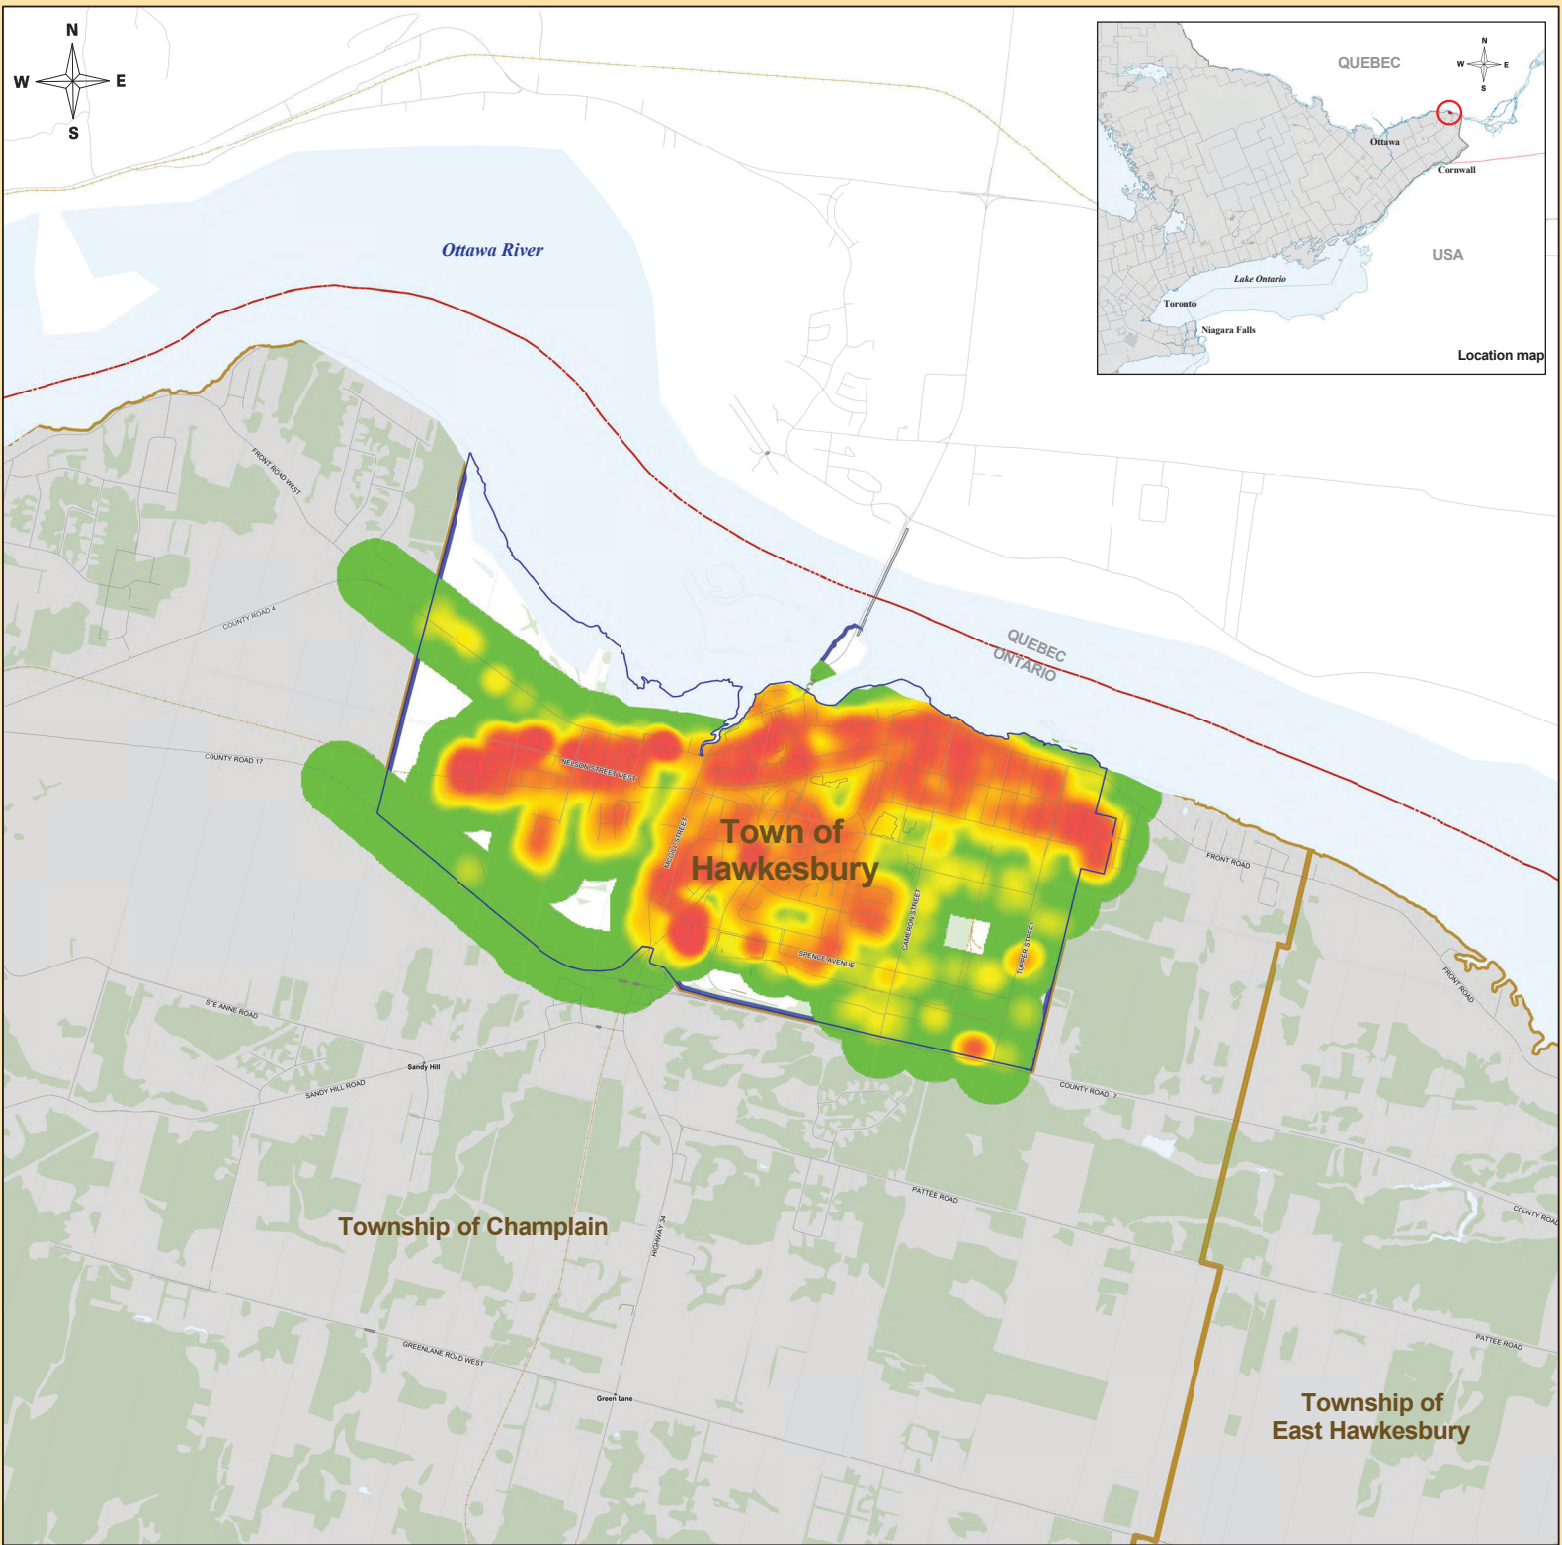 N
W E
S
QUEBEC
N
W E
S
Ottawa
Cornwall
USA
Lake Ontario
Toronto
Niagara Falls
Location map
Ottawa River
FRONT ROAD WEST
COUNTY ROAD 4
QUEBEC
ONTARIO
COUNTY ROAD 17
NELSON STREET WEST
MCGILL STREET
Town of
Hawkesbury
FRONT ROAD
CAMERON STREET
TUPPER STREET
SPENCE AVENUE
FRONT ROAD
STE ANNE ROAD
Sandy Hill
SANDY HILL ROAD
COUNTY ROAD 7
PATTEE ROAD
COUNTY ROAD
Township of Champlain
HIGHWAY 34
PATTEE ROAD
GREENLANE ROAD WEST
Green lane
Township of
East Hawkesbury